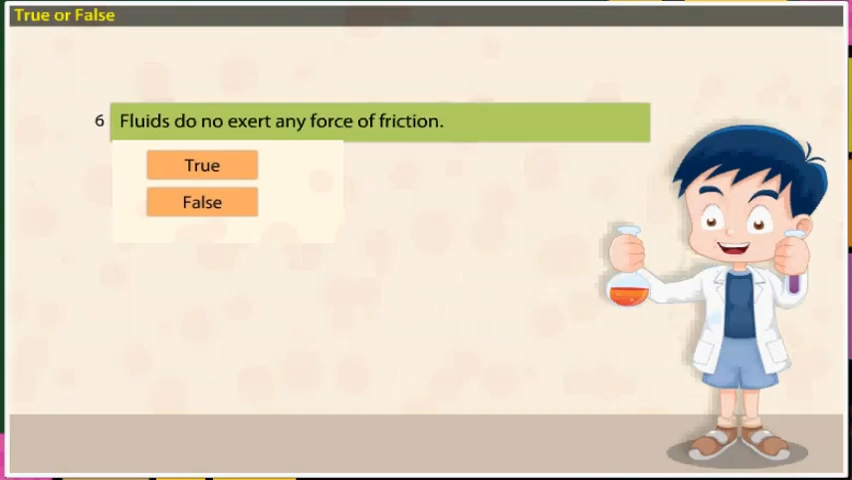 True or False
6 Fluids do no exert any force of friction.
True
False